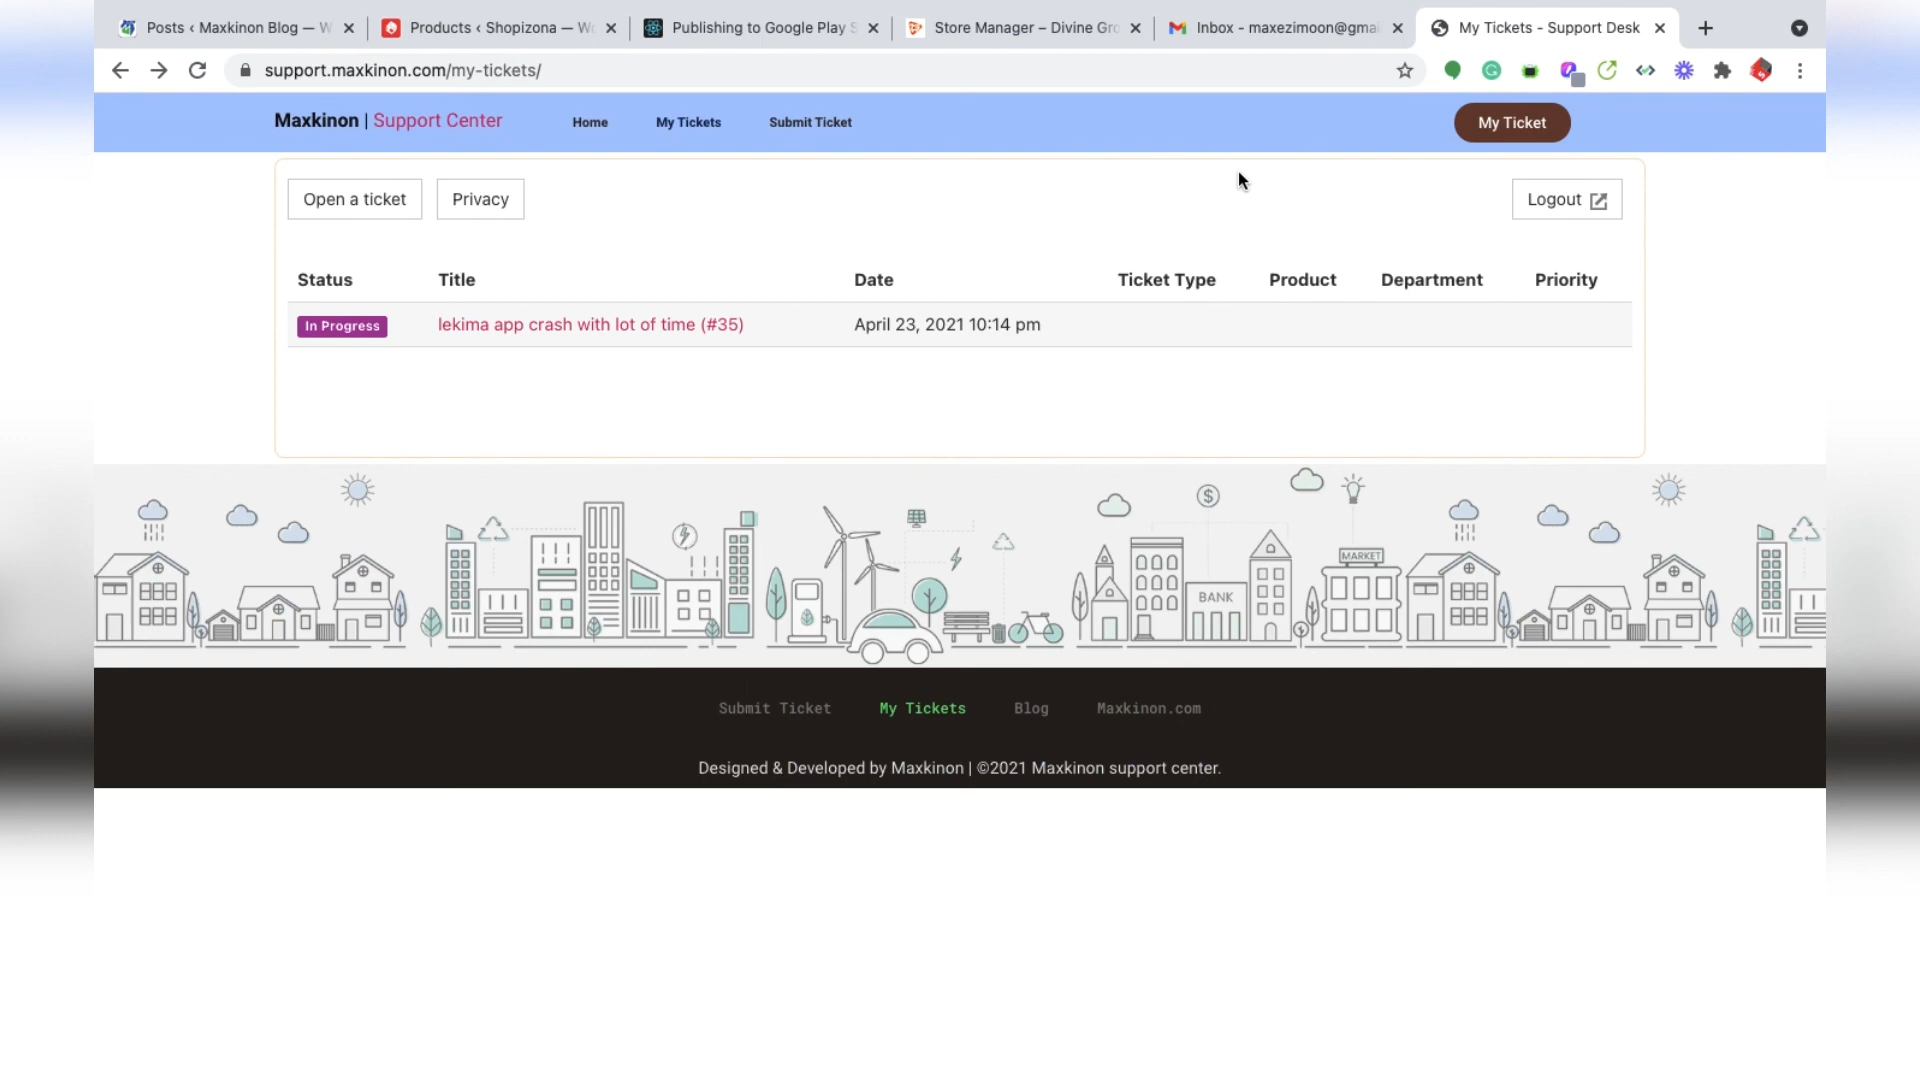 Posts ‹ Maxkinon Blog — W
Products ‹ Shopizona — Wo
Publishing to Google Play S
Store Manager – Divine Gro
Inbox - maxezimoon@gmai
My Tickets - Support Desk
support.maxkinon.com/my-tickets/
Maxkinon | Support Center
Home
My Tickets
Submit Ticket
My Ticket
Open a ticket
Privacy
Logout
Status Title Date Ticket Type Product Department Priority
In Progress lekima app crash with lot of time (#35) April 23, 2021 10:14 pm
MARKET
BANK
Submit Ticket My Tickets Blog Maxkinon.com
Designed & Developed by Maxkinon | ©2021 Maxkinon support center.